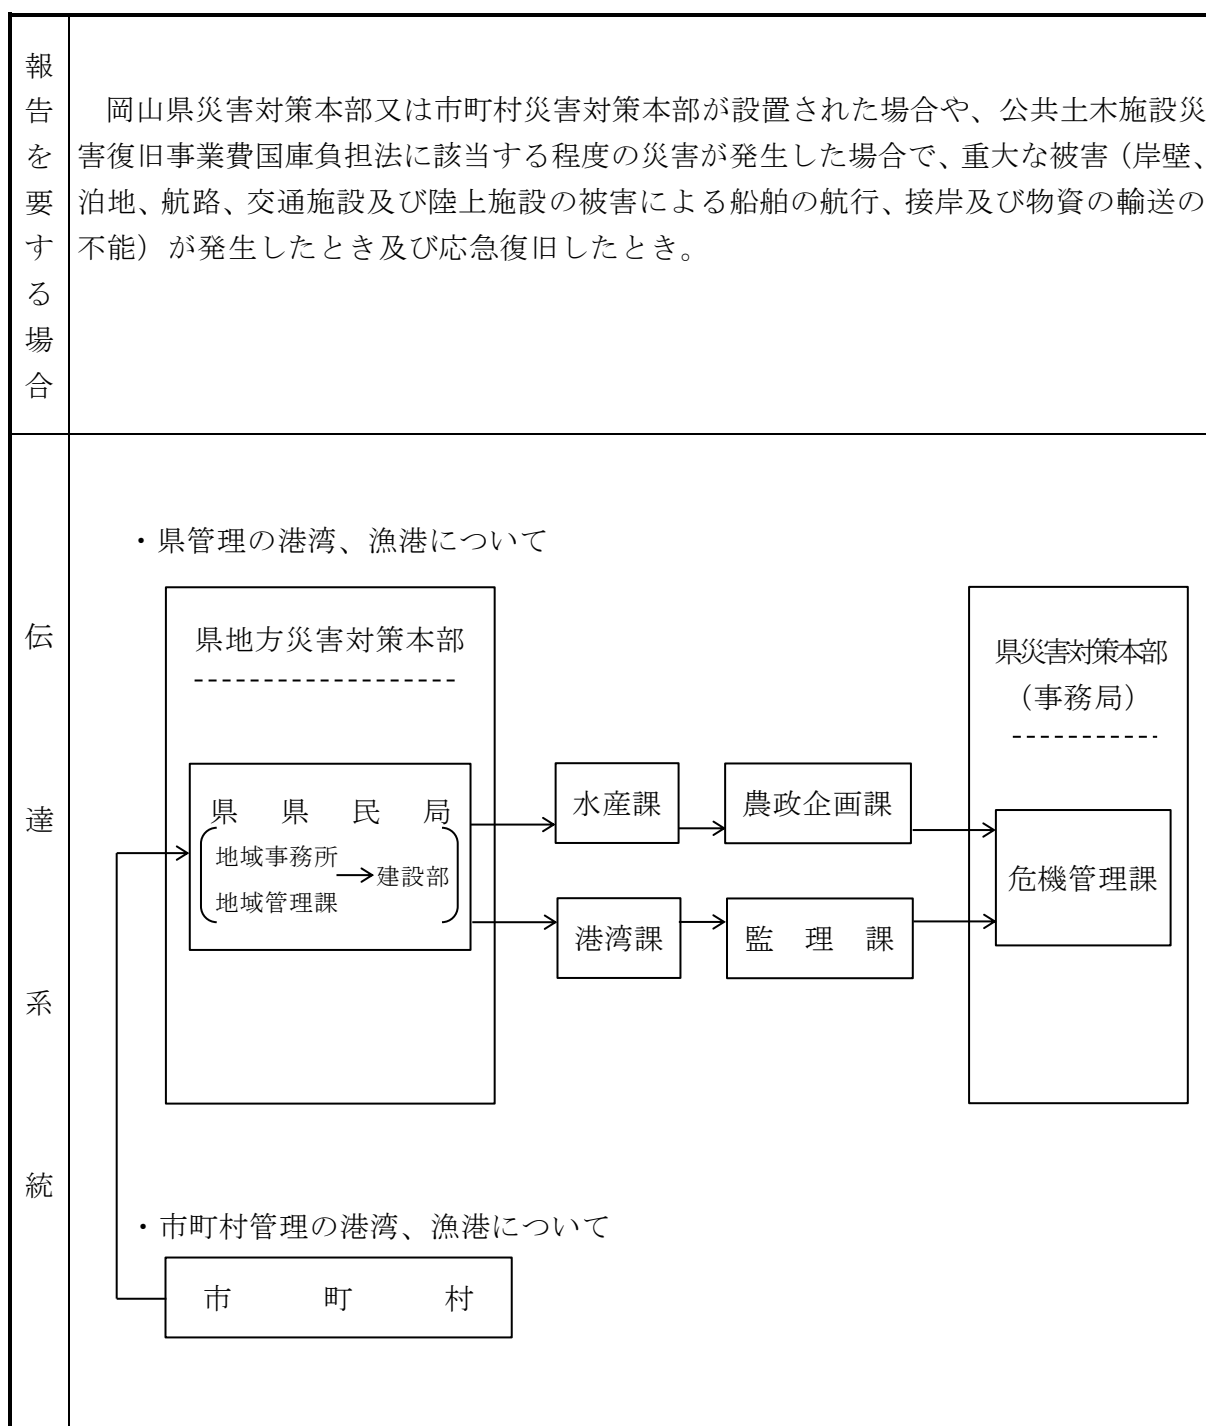 報告を要する場合
岡山県災害対策本部又は市町村災害対策本部が設置された場合や、公共土木施設災
害復旧事業費国庫負担法に該当する程度の災害が発生した場合で、重大な被害（岸壁、
泊地、航路、交通施設及び陸上施設の被害による船舶の航行、接岸及び物資の輸送の
不能）が発生したとき及び応急復旧したとき。
伝達系統
・県管理の港湾、漁港について
県地方災害対策本部
県県民局
地域事務所
地域管理課
建設部
水産課
農政企画課
港湾課
監理課
県災害対策本部
（事務局）
危機管理課
・市町村管理の港湾、漁港について
市町村